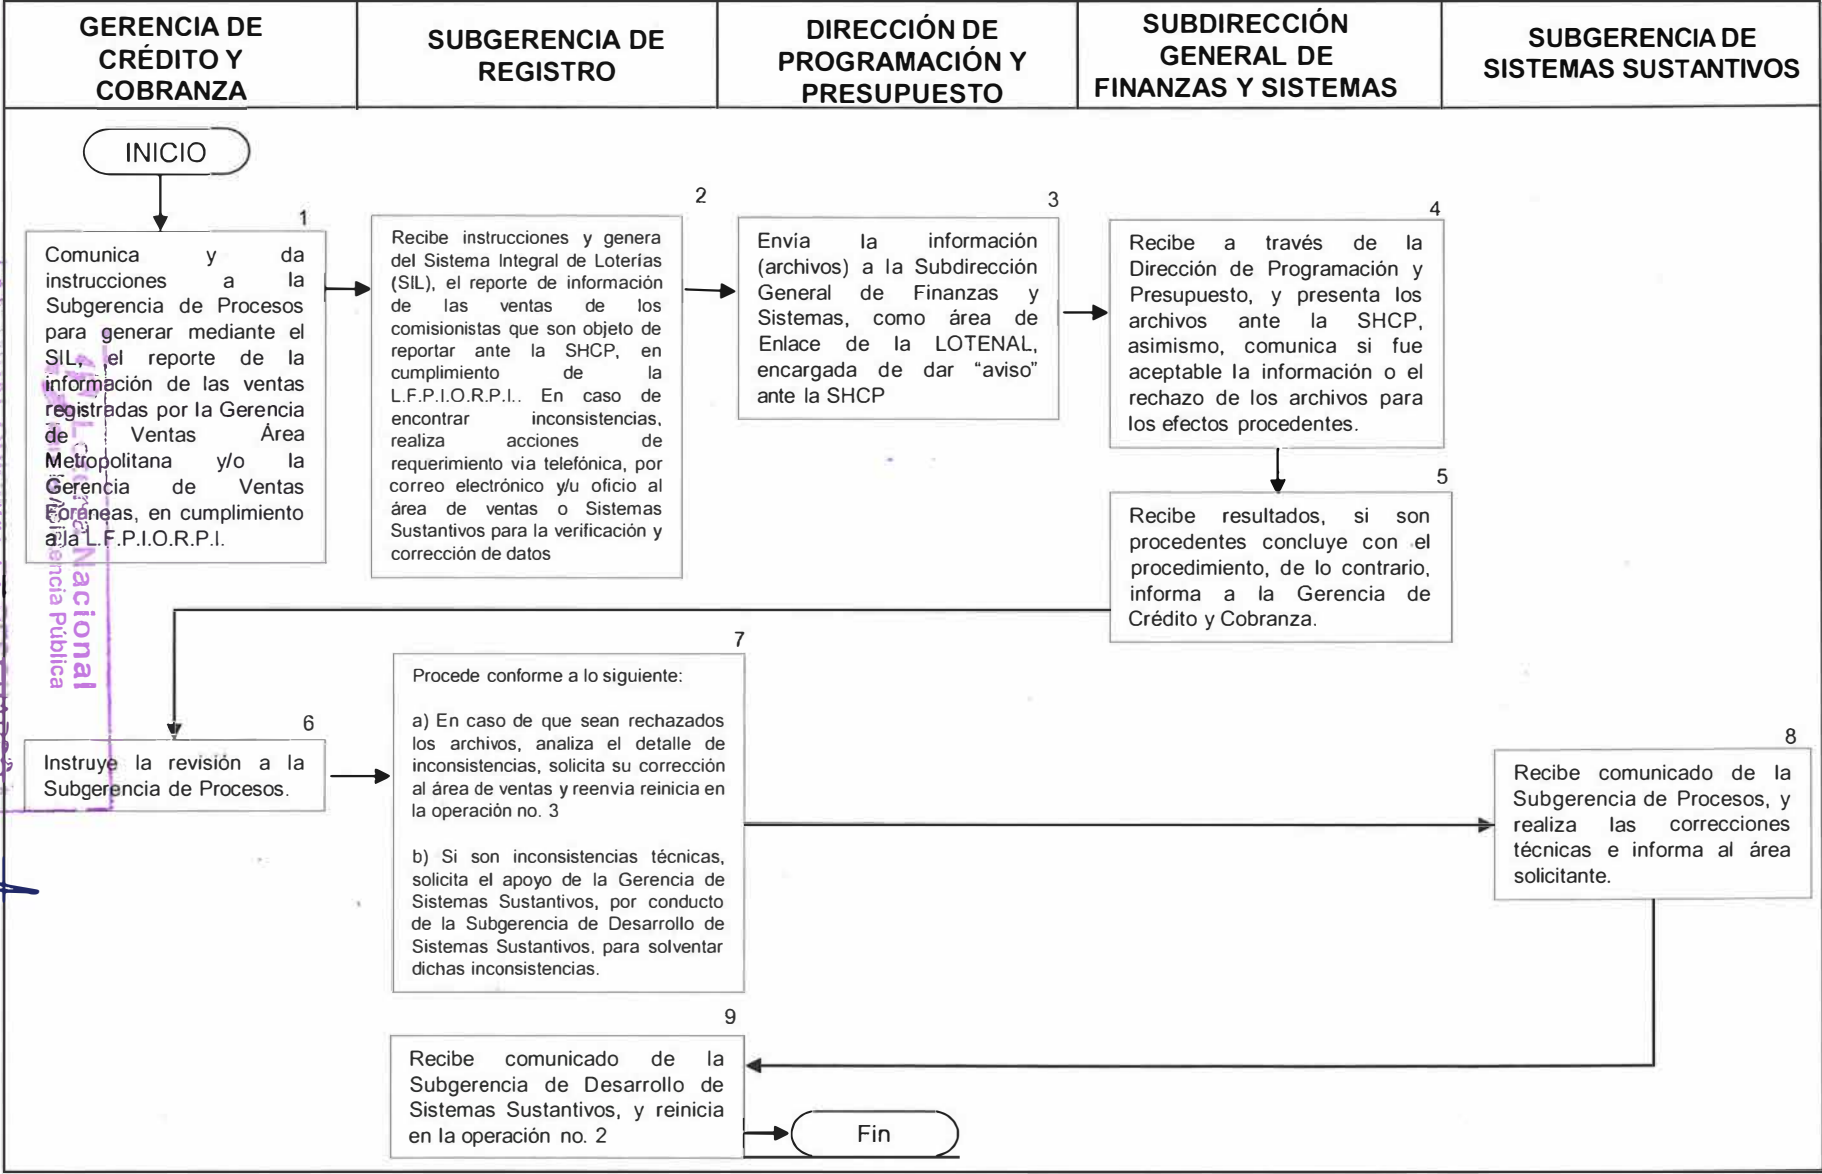 GERENCIA DE
CRÉDITO Y
COBRANZA
SUBGERENCIA DE
REGISTRO
DIRECCIÓN DE
PROGRAMACIÓN Y
PRESUPUESTO
SUBDIRECCIÓN
GENERAL DE
FINANZAS Y SISTEMAS
SUBGERENCIA DE
SISTEMAS SUSTANTIVOS
INICIO
1
Comunica y da
instrucciones a la
Subgerencia de Procesos
para generar mediante el
SIL, el reporte de la
información de las ventas
registradas por la Gerencia
de Ventas Área
Metropolitana y/o la
Gerencia de Ventas
Foráneas, en cumplimiento
a la L.F.P.I.O.R.P.I.
2
Recibe instrucciones y genera
del Sistema Integral de Loterías
(SIL), el reporte de información
de las ventas de los
comisionistas que son objeto de
reportar ante la SHCP, en
cumplimiento de la
L.F.P.I.O.R.P.I.. En caso de
encontrar inconsistencias,
realiza acciones de
requerimiento vía telefónica, por
correo electrónico y/u oficio al
área de ventas o Sistemas
Sustantivos para la verificación y
corrección de datos
3
Envía la información
(archivos) a la Subdirección
General de Finanzas y
Sistemas, como área de
Enlace de la LOTENAL,
encargada de dar “aviso”
ante la SHCP
4
Recibe a través de la
Dirección de Programación y
Presupuesto, y presenta los
archivos ante la SHCP,
asimismo, comunica si fue
aceptable la información o el
rechazo de los archivos para
los efectos procedentes.
5
Recibe resultados, si son
procedentes concluye con el
procedimiento, de lo contrario,
informa a la Gerencia de
Crédito y Cobranza.
6
Instruye la revisión a la
Subgerencia de Procesos.
7
Procede conforme a lo siguiente:
a) En caso de que sean rechazados
los archivos, analiza el detalle de
inconsistencias, solicita su corrección
al área de ventas y reenvia reinicia en
la operación no. 3
b) Si son inconsistencias técnicas,
solicita el apoyo de la Gerencia de
Sistemas Sustantivos, por conducto
de la Subgerencia de Desarrollo de
Sistemas Sustantivos, para solventar
dichas inconsistencias.
8
Recibe comunicado de la
Subgerencia de Procesos, y
realiza las correcciones
técnicas e informa al área
solicitante.
9
Recibe comunicado de la
Subgerencia de Desarrollo de
Sistemas Sustantivos, y reinicia
en la operación no. 2
Fin
Nacional
Pública